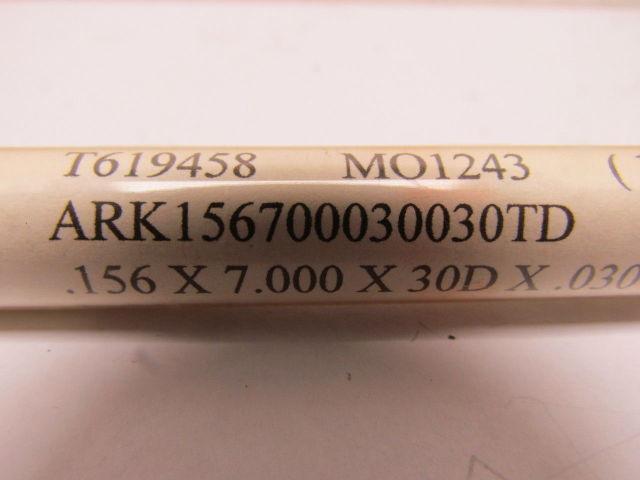 T619458 MO1243 (
ARK156700030030TD
.156 X 7.000 X 30D X .030